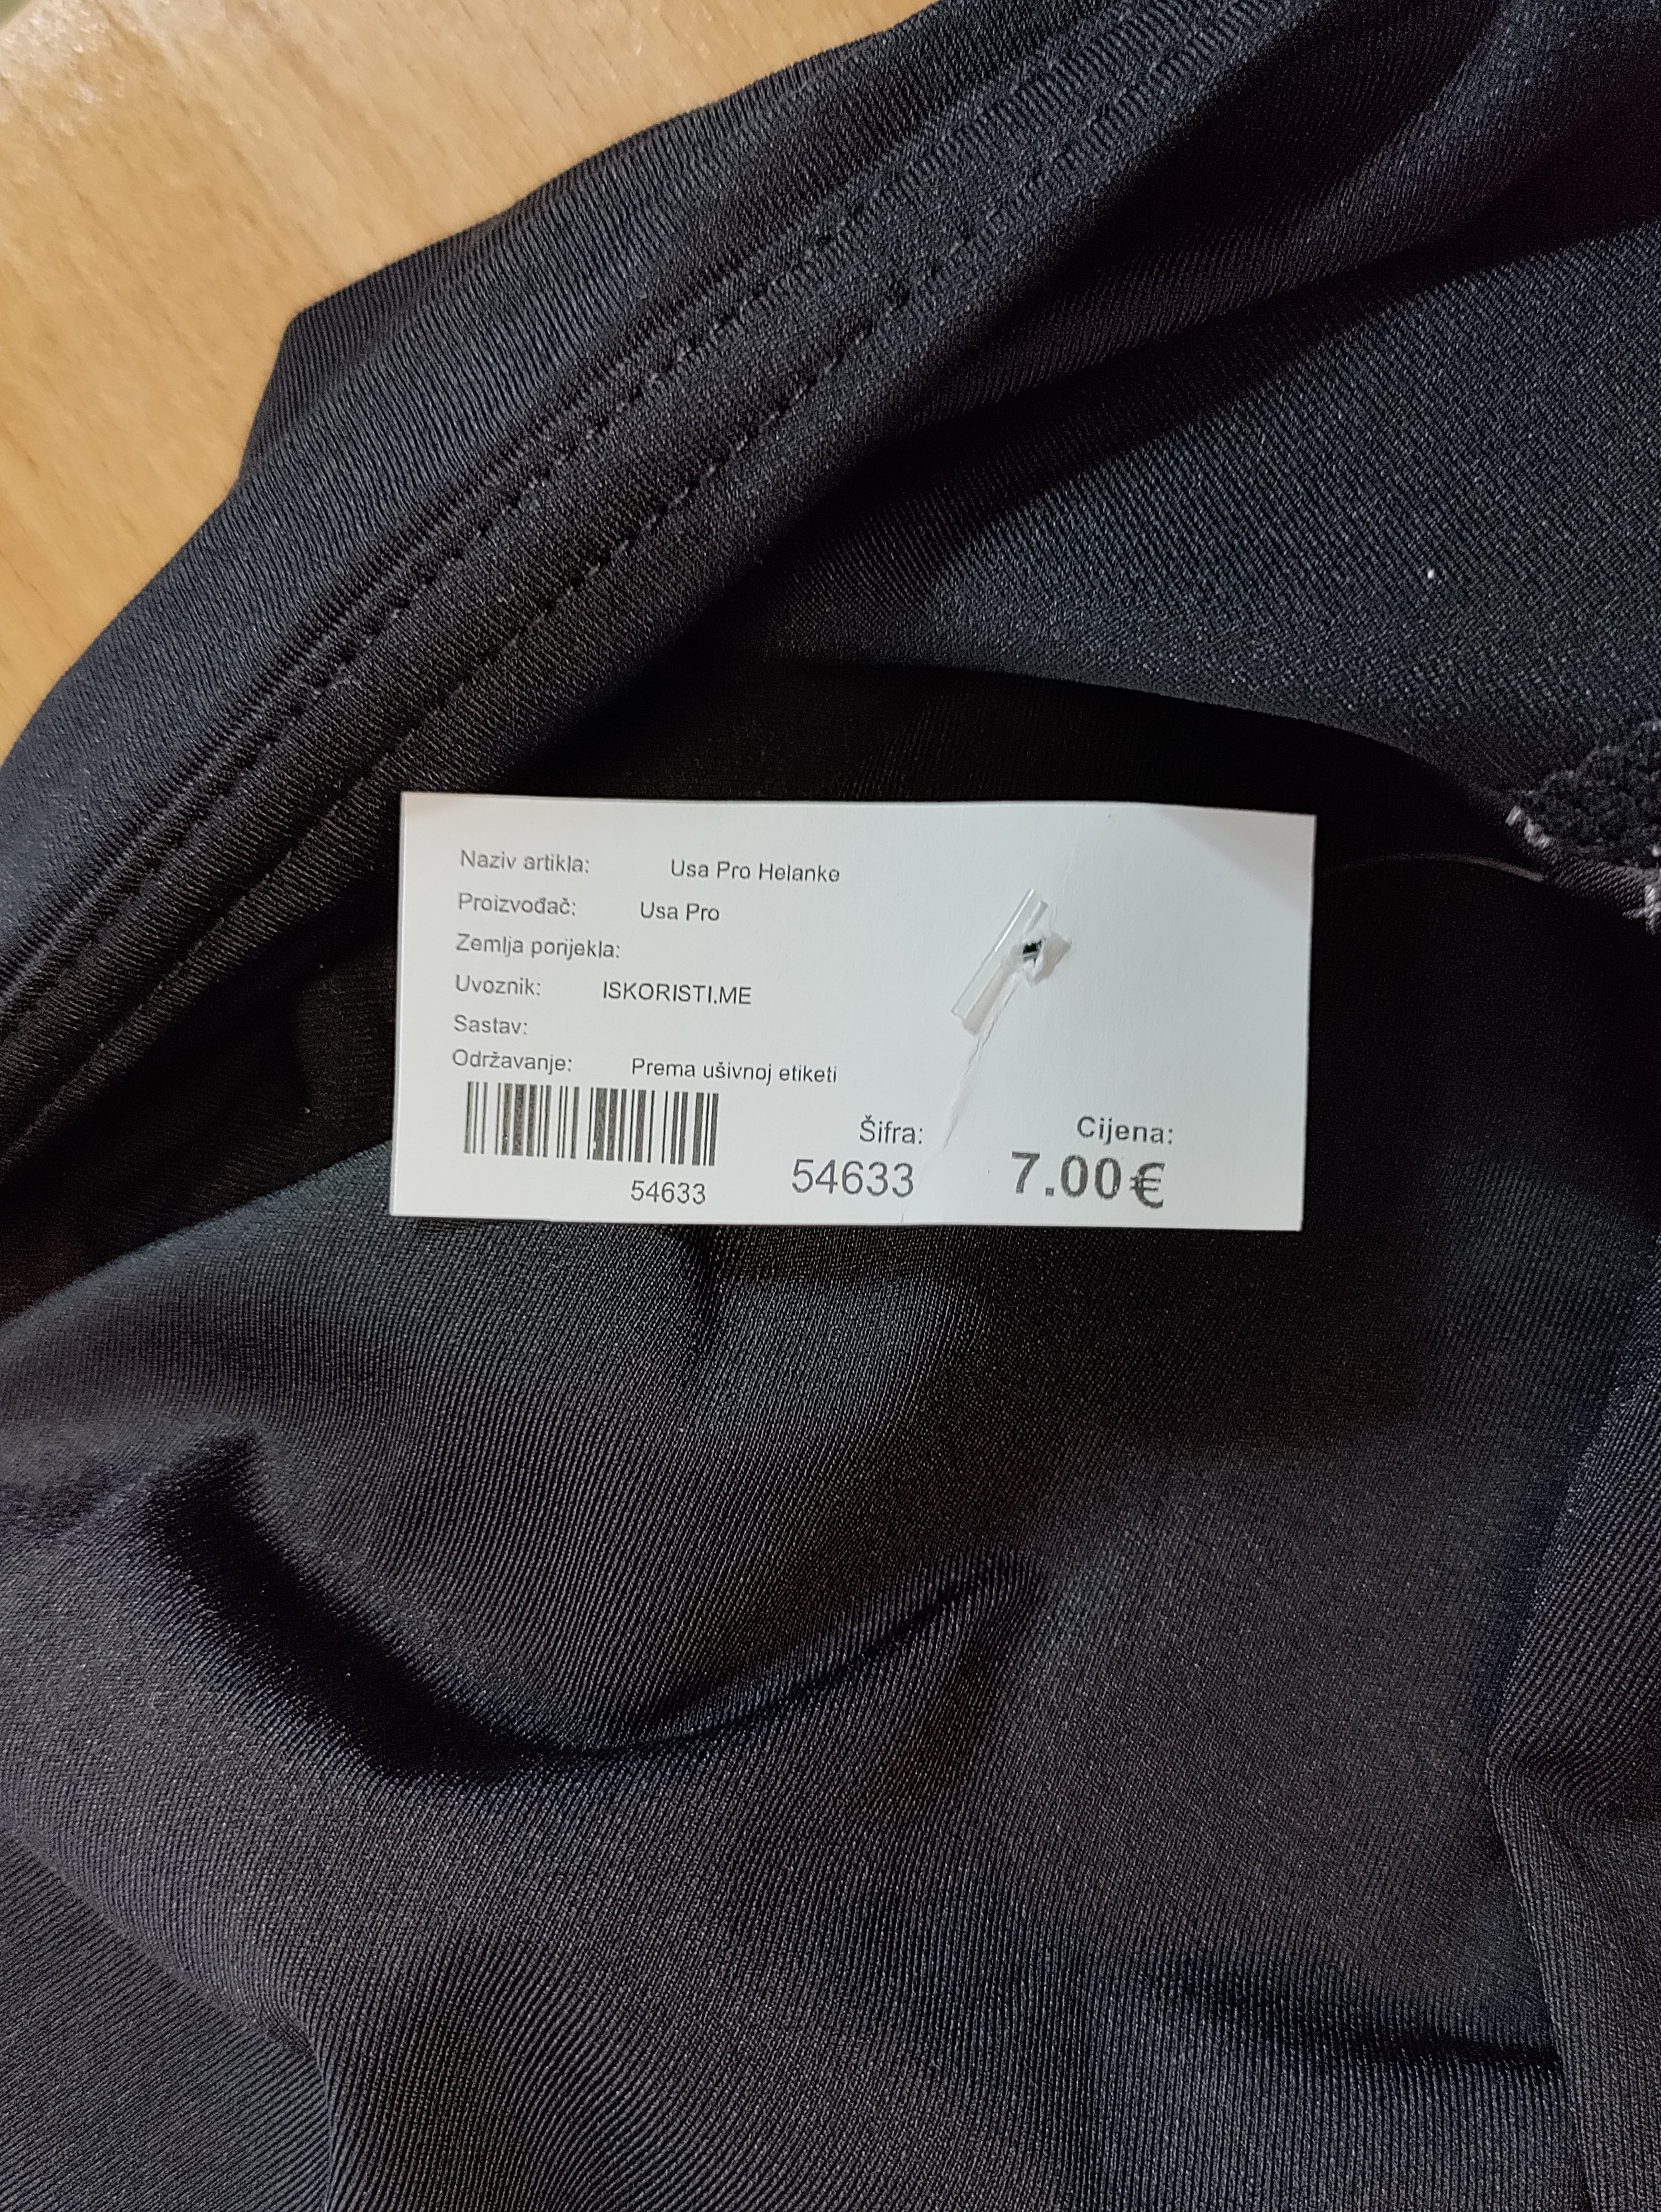 Naziv artikla: Usa Pro Helanke
Proizvođač: Usa Pro
Zemlja porijekla:
Uvoznik: ISKORISTI.ME
Sastav:
Održavanje: Prema ušivnoj etiketi
54633
Šifra:
54633
Cijena:
7.00€